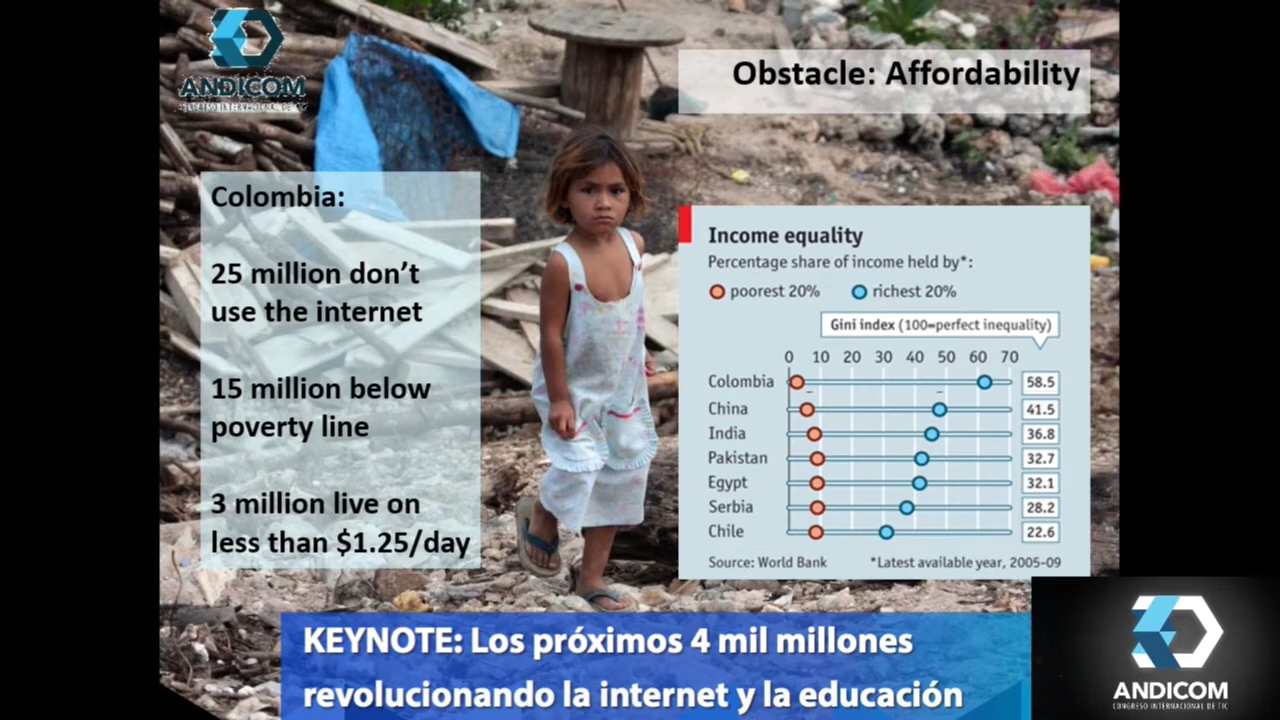 ANDICOM
CONGRESO INTERNACIONAL DE TIC
Obstacle: Affordability
Colombia:
25 million don’t
use the internet
15 million below
poverty line
3 million live on
less than $1.25/day
Income equality
Percentage share of income held by*:
poorest 20% richest 20%
Gini index (100=perfect inequality)
0 10 20 30 40 50 60 70
Colombia 58.5
China 41.5
India 36.8
Pakistan 32.7
Egypt 32.1
Serbia 28.2
Chile 22.6
Source: World Bank *Latest available year, 2005-09
KEYNOTE: Los próximos 4 mil millones
revolucionando la internet y la educación
ANDICOM
CONGRESO INTERNACIONAL DE TIC